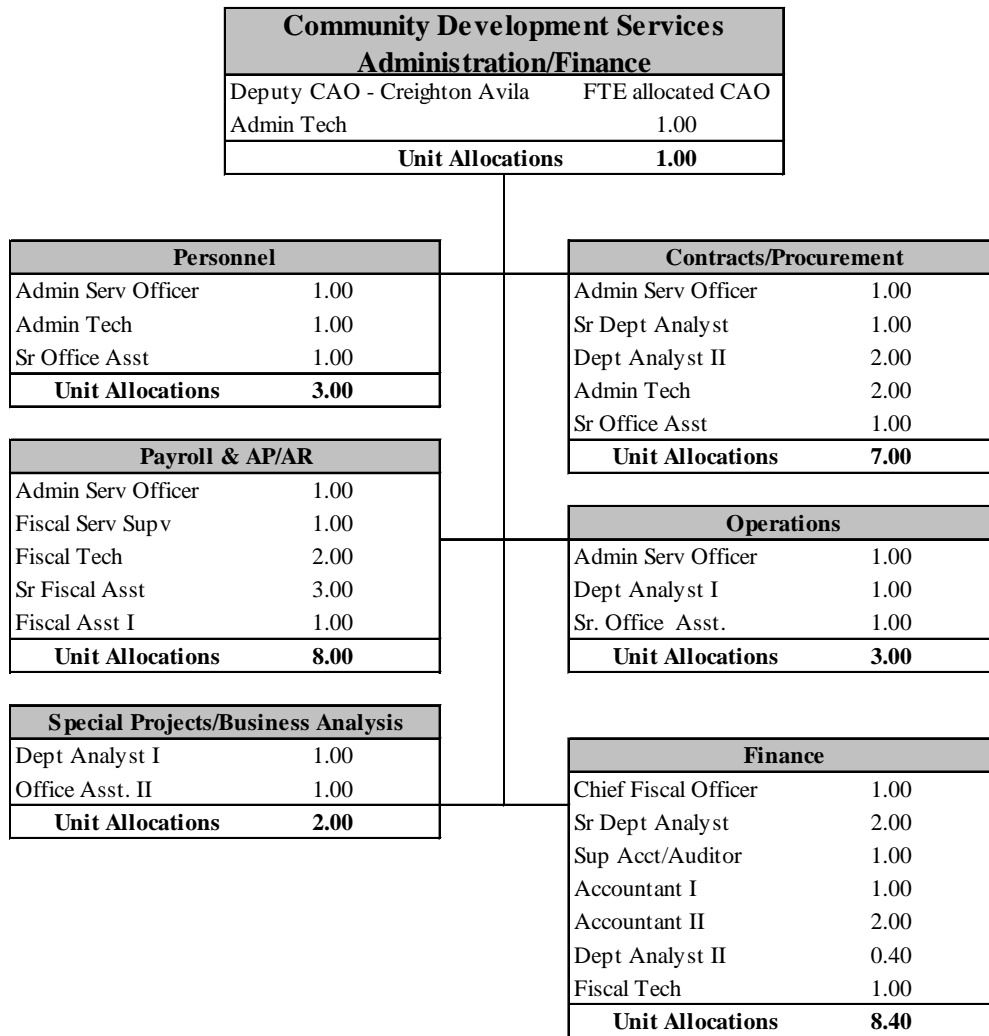 Community Development Services
Administration/Finance
Deputy CAO - Creighton Avila FTE allocated CAO
Admin Tech 1.00
Unit Allocations 1.00
Personnel
Admin Serv Officer 1.00
Admin Tech 1.00
Sr Office Asst 1.00
Unit Allocations 3.00
Payroll & AP/AR
Admin Serv Officer 1.00
Fiscal Serv Supv 1.00
Fiscal Tech 2.00
Sr Fiscal Asst 3.00
Fiscal Asst I 1.00
Unit Allocations 8.00
Special Projects/Business Analysis
Dept Analyst I 1.00
Office Asst. II 1.00
Unit Allocations 2.00
Contracts/Procurement
Admin Serv Officer 1.00
Sr Dept Analyst 1.00
Dept Analyst II 2.00
Admin Tech 2.00
Sr Office Asst 1.00
Unit Allocations 7.00
Operations
Admin Serv Officer 1.00
Dept Analyst I 1.00
Sr. Office Asst. 1.00
Unit Allocations 3.00
Finance
Chief Fiscal Officer 1.00
Sr Dept Analyst 2.00
Sup Acct/Auditor 1.00
Accountant I 1.00
Accountant II 2.00
Dept Analyst II 0.40
Fiscal Tech 1.00
Unit Allocations 8.40